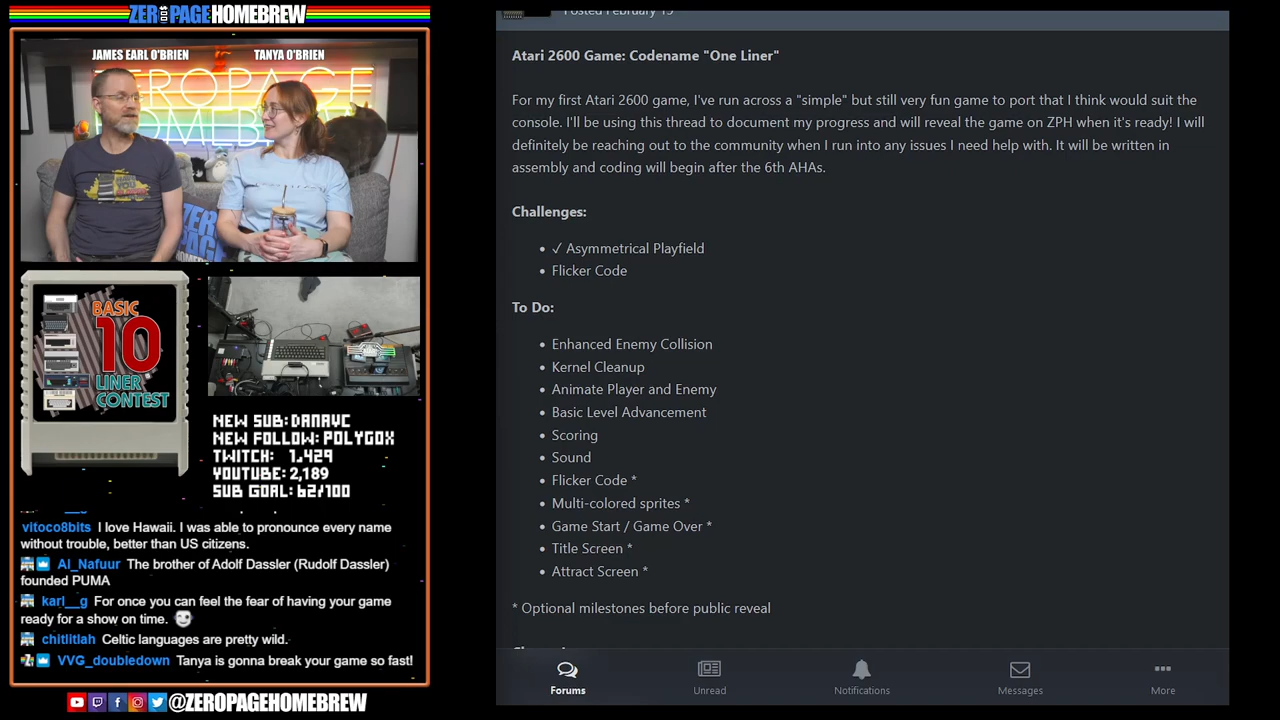 ZEROPAGE HOMEBREW
JAMES EARL O'BRIEN
TANYA O'BRIEN
ZEROPAGE
HOMEBREW
ZERO
PAGE
HOMEBREW
BASIC
10
LINER
CONTEST
NEW SUB: DANAVC
NEW FOLLOW: POLYGOX
TWITCH: 1,429
YOUTUBE: 2,189
SUB GOAL: 62/100
vitoco8bits I love Hawaii. I was able to pronounce every name
without trouble, better than US citizens.
Al_Nafuur The brother of Adolf Dassler (Rudolf Dassler)
founded PUMA
karl__g For once you can feel the fear of having your game
ready for a show on time.
chitlitlah Celtic languages are pretty wild.
VVG_doubledown Tanya is gonna break your game so fast!
@ZEROPAGEHOMEBREW
Posted February 19
Atari 2600 Game: Codename "One Liner"
For my first Atari 2600 game, I've run across a "simple" but still very fun game to port that I think would suit the
console. I'll be using this thread to document my progress and will reveal the game on ZPH when it's ready! I will
definitely be reaching out to the community when I run into any issues I need help with. It will be written in
assembly and coding will begin after the 6th AHAs.
Challenges:
• ✓ Asymmetrical Playfield
• Flicker Code
To Do:
• Enhanced Enemy Collision
• Kernel Cleanup
• Animate Player and Enemy
• Basic Level Advancement
• Scoring
• Sound
• Flicker Code *
• Multi-colored sprites *
• Game Start / Game Over *
• Title Screen *
• Attract Screen *
* Optional milestones before public reveal
Forums
Unread
Notifications
Messages
More